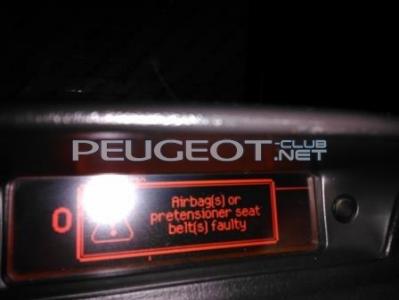 PEUGEOT-CLUB
.NET
0
Airbag(s) or
pretensioner seat
belt(s) faulty